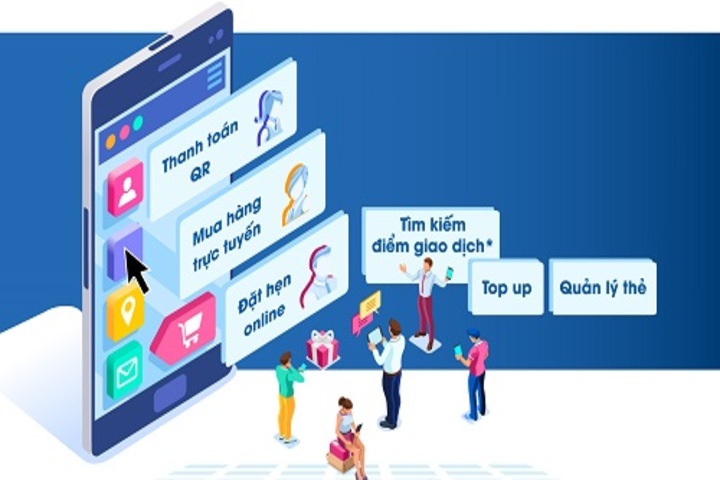 Thanh toán
QR
Mua hàng
trực tuyến
Đặt hẹn
online
Tìm kiếm
điểm giao dịch*
Top up
Quản lý thẻ